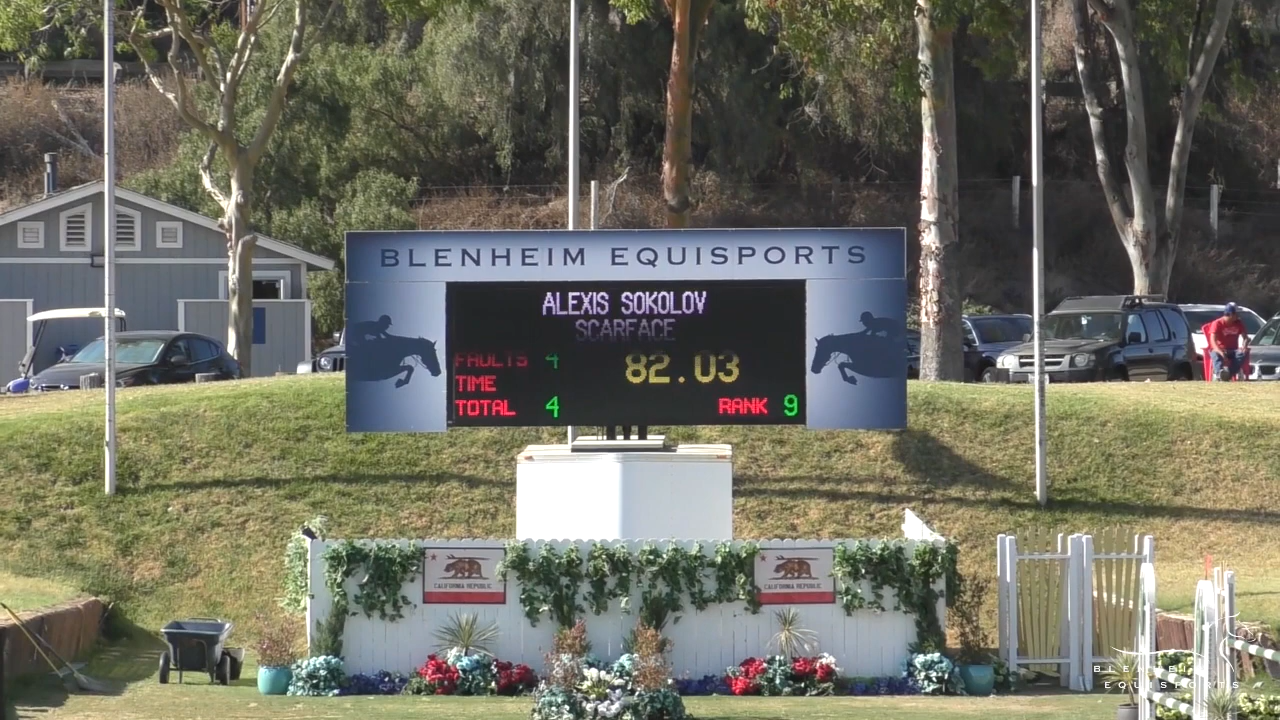 BLENHEIM EQUISPORTS
ALEXIS SOKOLOV
SCARFACE
FAULTS 4
82.03
TIME
TOTAL 4
RANK 9
CALIFORNIA REPUBLIC
CALIFORNIA REPUBLIC
BLENHEIM
EQUISPORTS